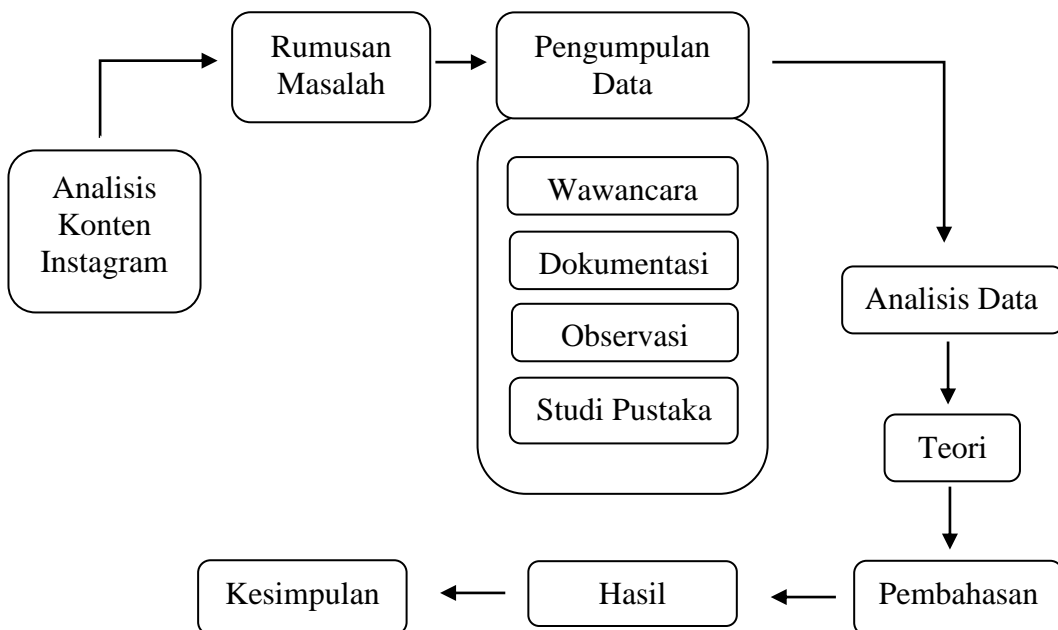 Analisis
Konten
Instagram
Rumusan
Masalah
Pengumpulan
Data
Wawancara
Dokumentasi
Observasi
Studi Pustaka
Analisis Data
Teori
Pembahasan
Hasil
Kesimpulan